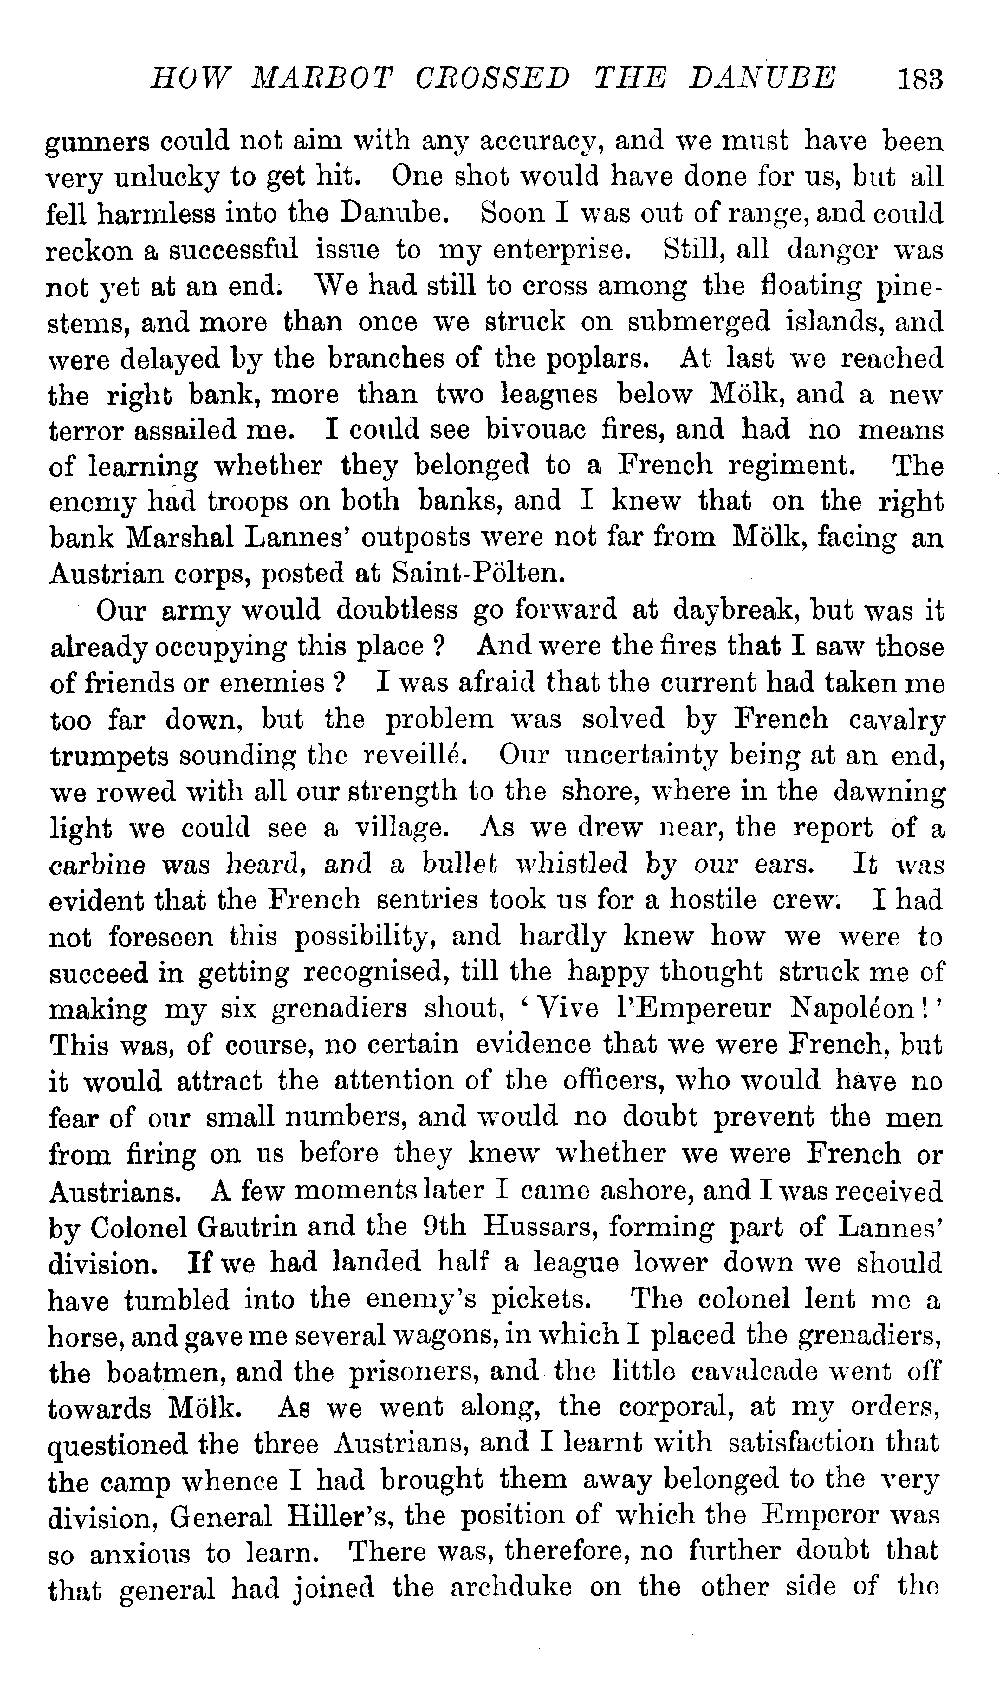 HOW MARBOT CROSSED THE DANUBE 183
gunners could not aim with any accuracy, and we must have been
very unlucky to get hit. One shot would have done for us, but all
fell harmless into the Danube. Soon I was out of range, and could
reckon a successful issue to my enterprise. Still, all danger was
not yet at an end. We had still to cross among the floating pine-
stems, and more than once we struck on submerged islands, and
were delayed by the branches of the poplars. At last we reached
the right bank, more than two leagues below Mölk, and a new
terror assailed me. I could see bivouac fires, and had no means
of learning whether they belonged to a French regiment. The
enemy had troops on both banks, and I knew that on the right
bank Marshal Lannes' outposts were not far from Mölk, facing an
Austrian corps, posted at Saint-Pölten.
Our army would doubtless go forward at daybreak, but was it
already occupying this place? And were the fires that I saw those
of friends or enemies? I was afraid that the current had taken me
too far down, but the problem was solved by French cavalry
trumpets sounding the reveillé. Our uncertainty being at an end,
we rowed with all our strength to the shore, where in the dawning
light we could see a village. As we drew near, the report of a
carbine was heard, and a bullet whistled by our ears. It was
evident that the French sentries took us for a hostile crew. I had
not foreseen this possibility, and hardly knew how we were to
succeed in getting recognised, till the happy thought struck me of
making my six grenadiers shout, 'Vive l'Empereur Napoléon!'
This was, of course, no certain evidence that we were French, but
it would attract the attention of the officers, who would have no
fear of our small numbers, and would no doubt prevent the men
from firing on us before they knew whether we were French or
Austrians. A few moments later I came ashore, and I was received
by Colonel Gautrin and the 9th Hussars, forming part of Lannes'
division. If we had landed half a league lower down we should
have tumbled into the enemy's pickets. The colonel lent me a
horse, and gave me several wagons, in which I placed the grenadiers,
the boatmen, and the prisoners, and the little cavalcade went off
towards Mölk. As we went along, the corporal, at my orders,
questioned the three Austrians, and I learnt with satisfaction that
the camp whence I had brought them away belonged to the very
division, General Hiller's, the position of which the Emperor was
so anxious to learn. There was, therefore, no further doubt that
that general had joined the archduke on the other side of the